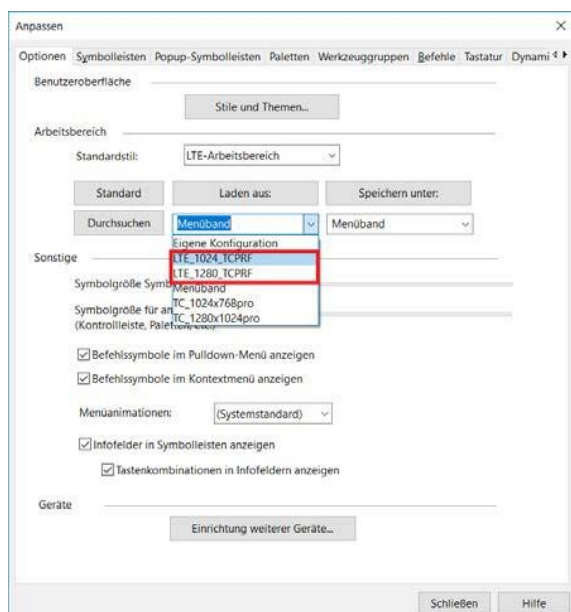 Anpassen
Optionen Symbolleisten Popup-Symbolleisten Paletten Werkzeuggruppen Befehle Tastatur Dynami
Benutzeroberfläche
Stile und Themen...
Arbeitsbereich
Standardstil: LTE-Arbeitsbereich
Standard Laden aus: Speichern unter:
Durchsuchen Menüband Menüband
Eigene Konfiguration
Sonstige LTE_1024_TCPRF
LTE_1280_TCPRF
Symbolgröße Symb
Menüband
Symbolgröße für an TC_1024x768pro
(Kontrollleiste, Paletten, etc.) TC_1280x1024pro
Befehlssymbole im Pulldown-Menü anzeigen
Befehlssymbole im Kontextmenü anzeigen
Menüanimationen: (Systemstandard)
Infofelder in Symbolleisten anzeigen
Tastenkombinationen in Infofeldern anzeigen
Geräte
Einrichtung weiterer Geräte...
Schließen Hilfe